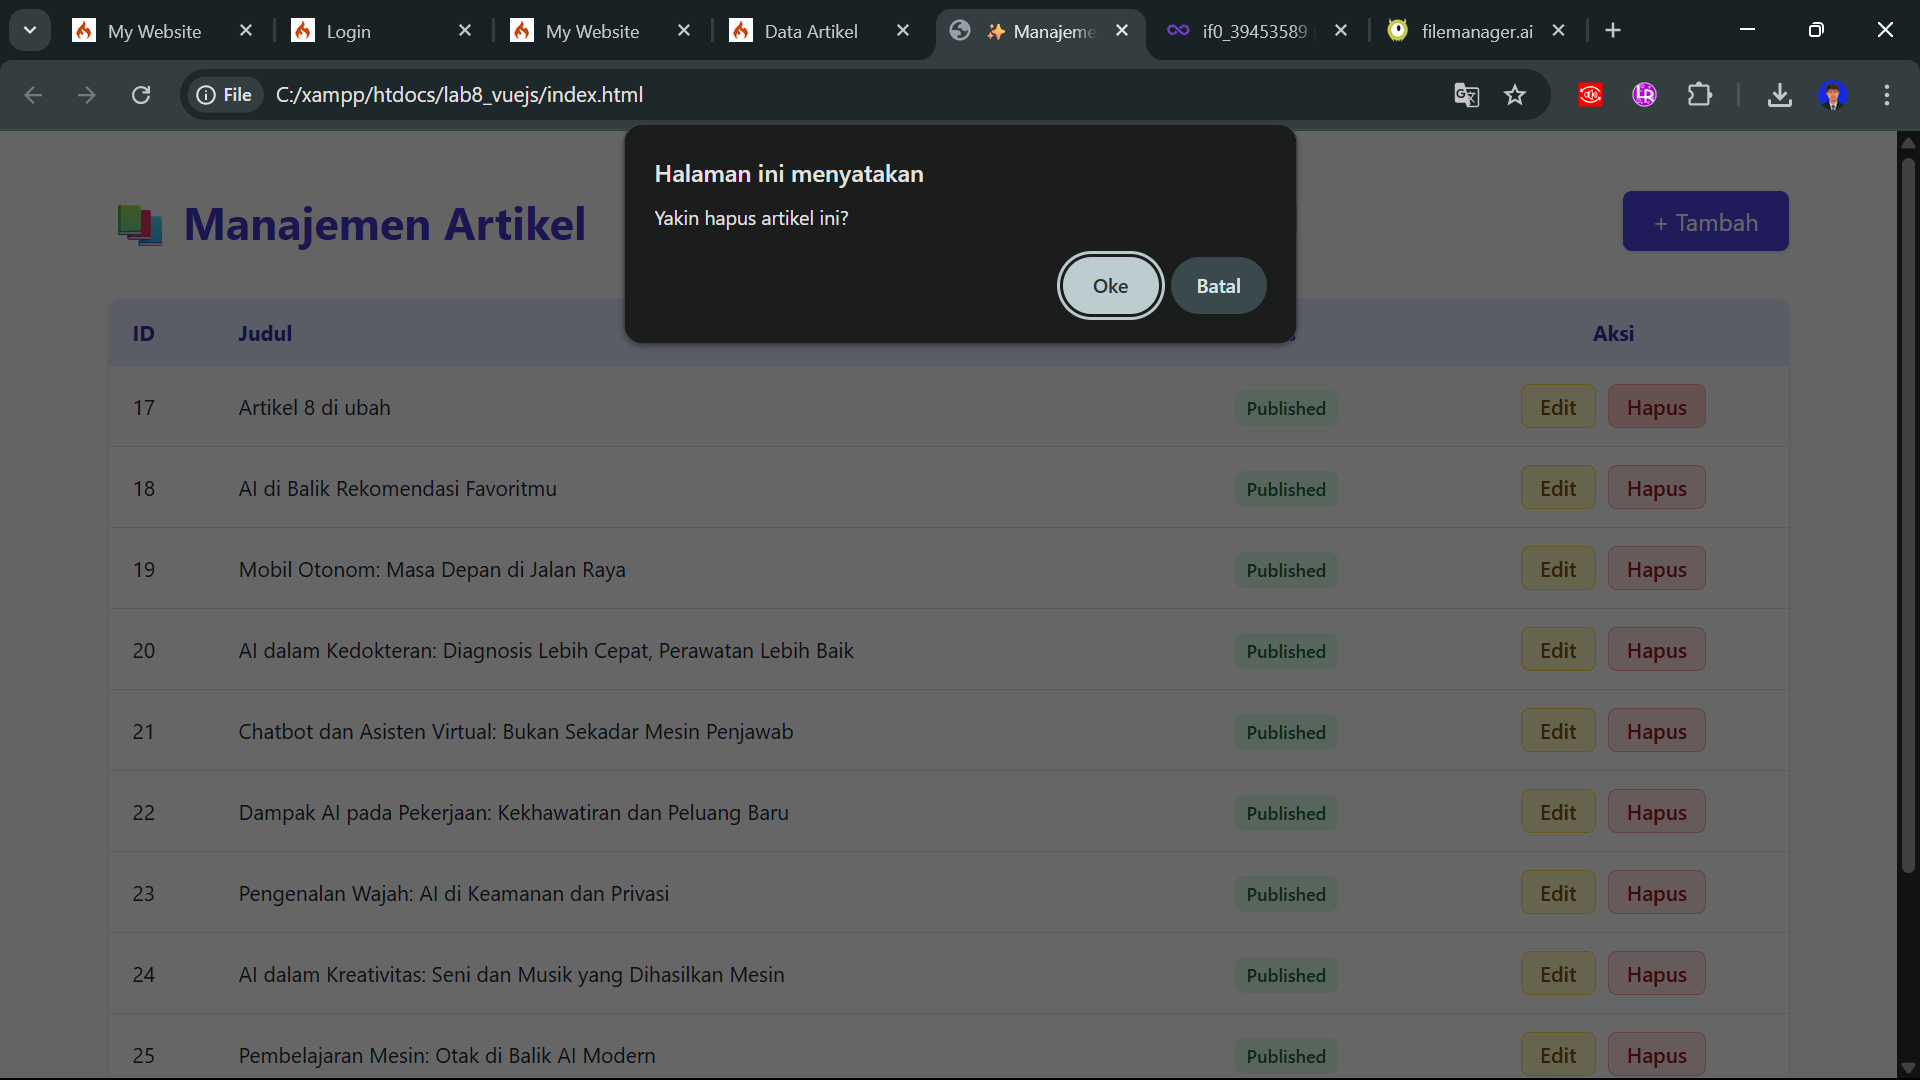 My Website
Login
My Website
Data Artikel
✨ Manajeme
if0_39453589
filemanager.ai
File
C:/xampp/htdocs/lab8_vuejs/index.html
Halaman ini menyatakan
Yakin hapus artikel ini?
Oke
Batal
📚 Manajemen Artikel
+ Tambah
ID Judul Aksi
17 Artikel 8 di ubah Published Edit Hapus
18 AI di Balik Rekomendasi Favoritmu Published Edit Hapus
19 Mobil Otonom: Masa Depan di Jalan Raya Published Edit Hapus
20 AI dalam Kedokteran: Diagnosis Lebih Cepat, Perawatan Lebih Baik Published Edit Hapus
21 Chatbot dan Asisten Virtual: Bukan Sekadar Mesin Penjawab Published Edit Hapus
22 Dampak AI pada Pekerjaan: Kekhawatiran dan Peluang Baru Published Edit Hapus
23 Pengenalan Wajah: AI di Keamanan dan Privasi Published Edit Hapus
24 AI dalam Kreativitas: Seni dan Musik yang Dihasilkan Mesin Published Edit Hapus
25 Pembelajaran Mesin: Otak di Balik AI Modern Published Edit Hapus